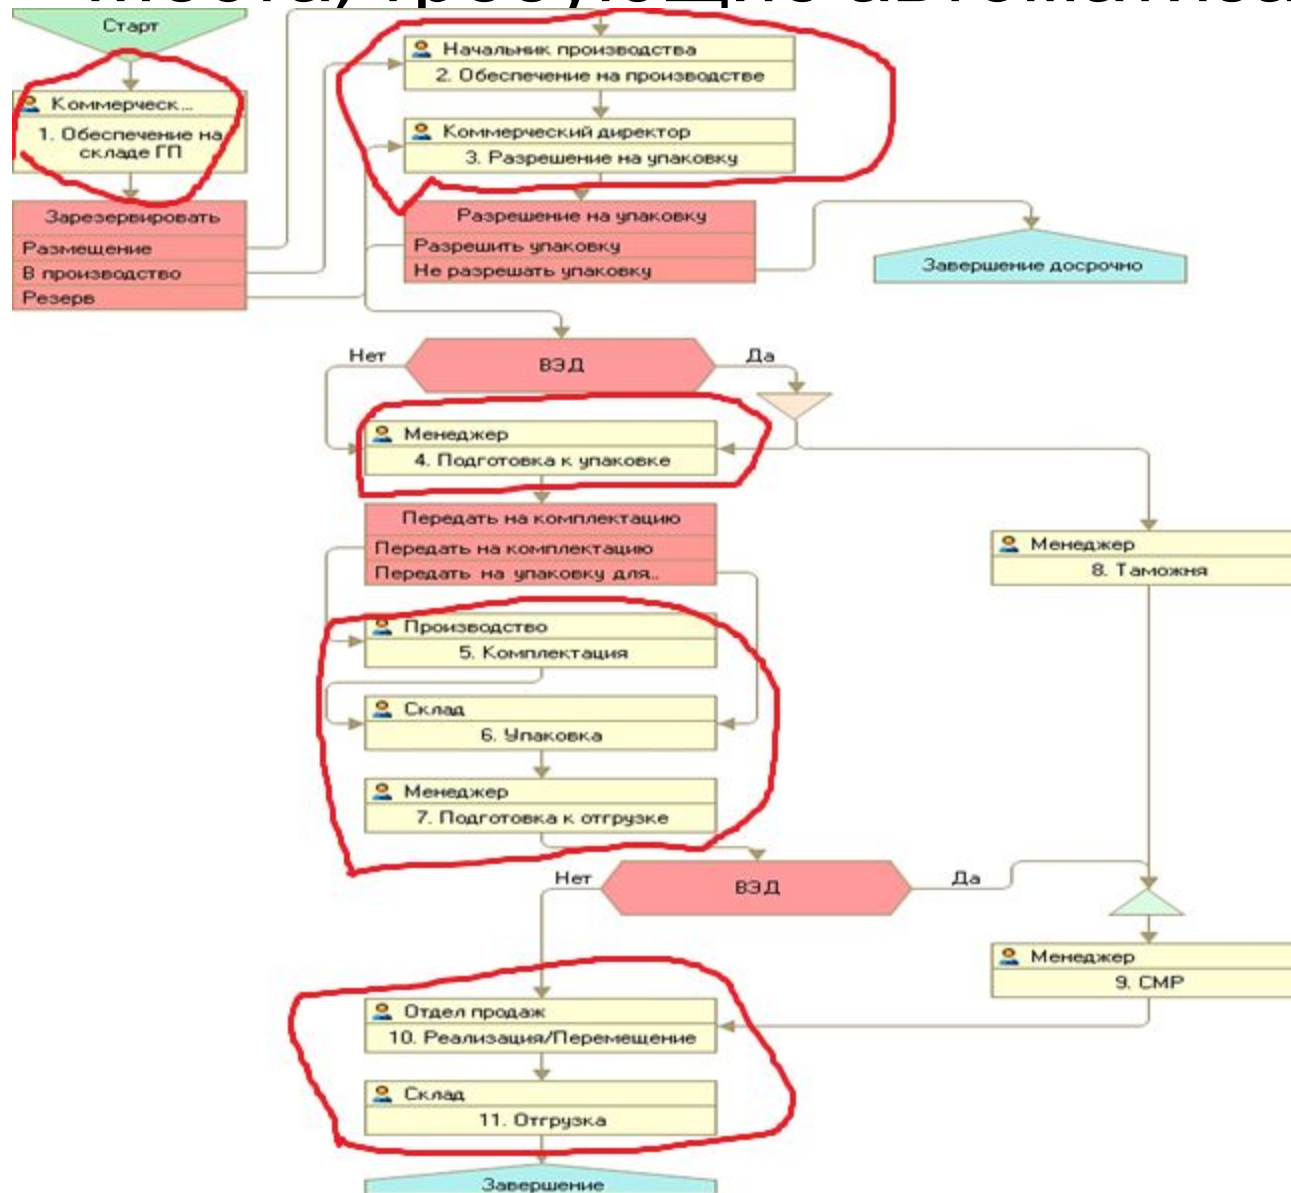 места, требующие автоматиза
Старт
Коммерческ...
1. Обеспечение на
складе ГП
Зарезервировать
Размещение
В производство
Резерв
Начальник производства
2. Обеспечение на производстве
Коммерческий директор
3. Разрешение на упаковку
Разрешение на упаковку
Разрешить упаковку
Не разрешать упаковку
Завершение досрочно
Нет
ВЭД
Да
Менеджер
4. Подготовка к упаковке
Передать на комплектацию
Передать на комплектацию
Передать на упаковку для..
Менеджер
8. Таможня
Производство
5. Комплектация
Склад
6. Упаковка
Менеджер
7. Подготовка к отгрузке
Нет
ВЭД
Да
Менеджер
9. CMP
Отдел продаж
10. Реализация/Перемещение
Склад
11. Отгрузка
Завершение